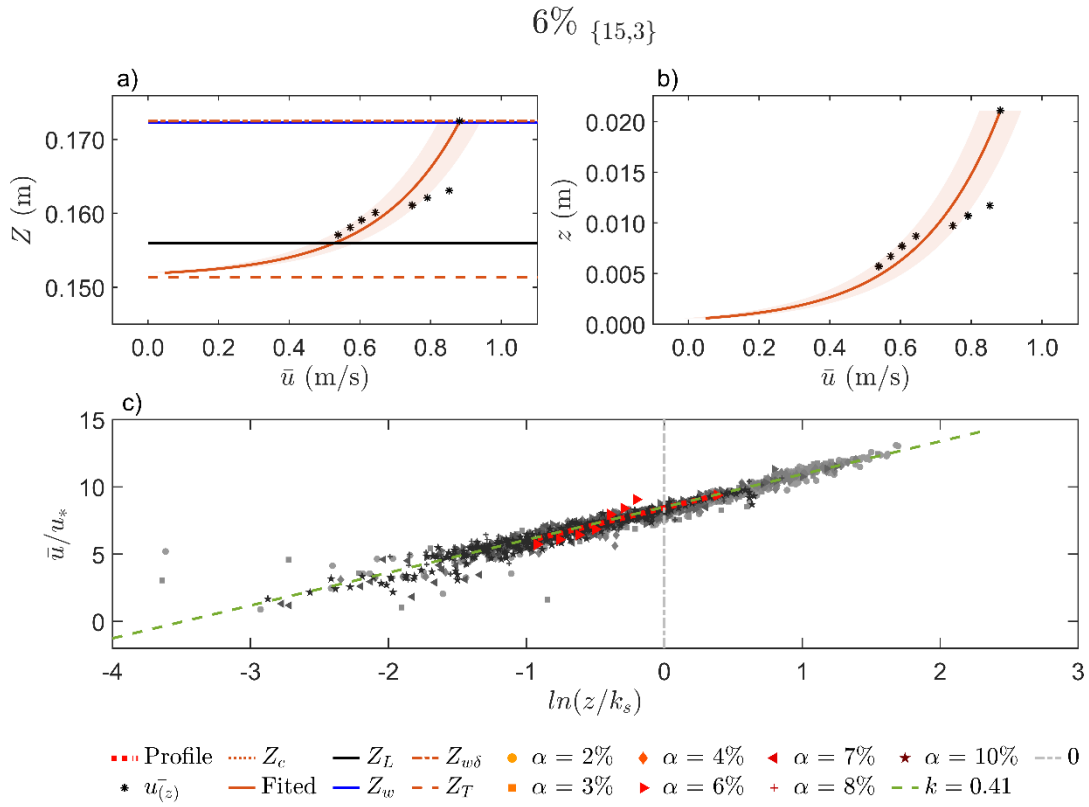 6% {15,3}
a)
b)
0.170
0.160
0.150
Z (m)
0.0 0.2 0.4 0.6 0.8 1.0
ū (m/s)
0.020
0.015
0.010
0.005
0.000
z (m)
0.0 0.2 0.4 0.6 0.8 1.0
ū (m/s)
c)
15
10
5
0
ū/u*
-4 -3 -2 -1 0 1 2 3
ln(z/ks)
Profile Zc ZL Zwδ α = 2% α = 4% α = 7% α = 10% 0
ū(z) Fited Zw ZT α = 3% α = 6% α = 8% k = 0.41